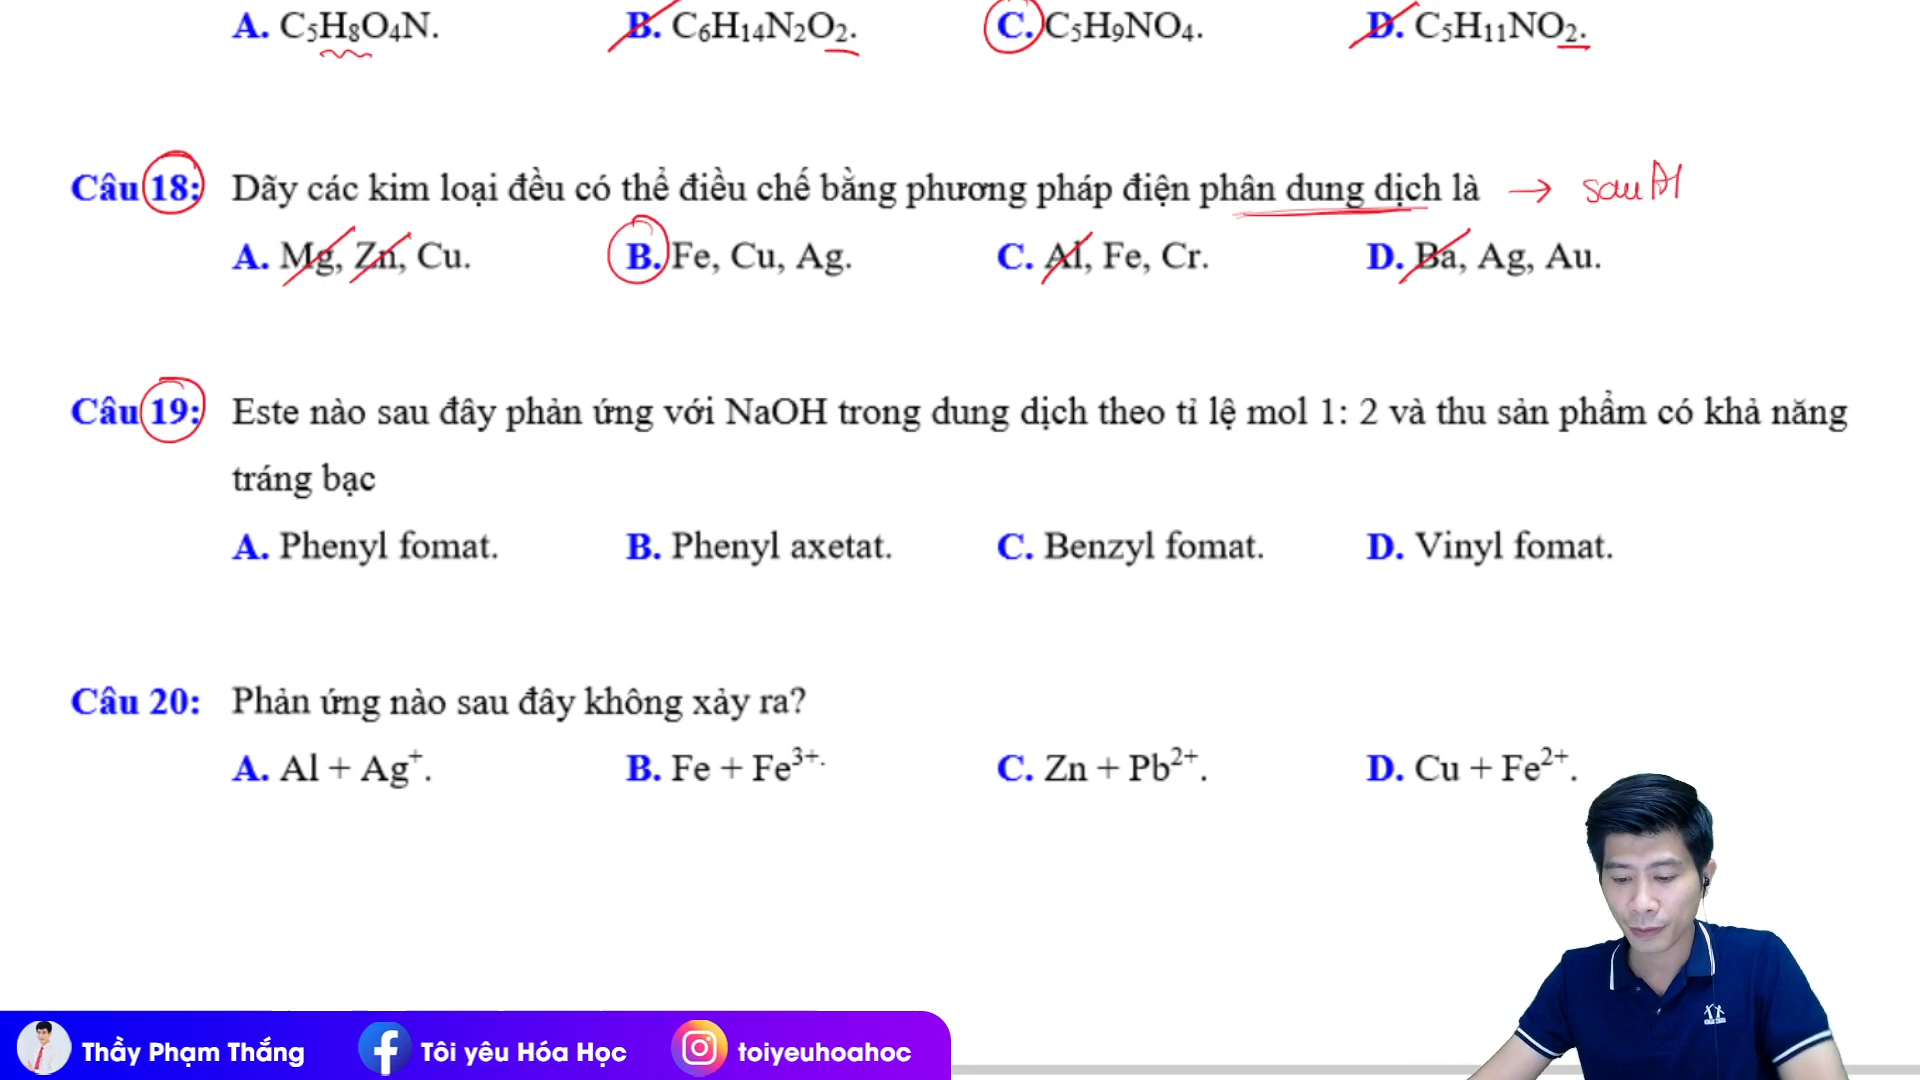 A. C₅H₈O₄N. B. C₆H₁₄N₂O₂. C. C₅H₉NO₄. D. C₅H₁₁NO₂.
Câu 18: Dãy các kim loại đều có thể điều chế bằng phương pháp điện phân dung dịch là → sau Al
A. Mg, Zn, Cu. B. Fe, Cu, Ag. C. Al, Fe, Cr. D. Ba, Ag, Au.
Câu 19: Este nào sau đây phản ứng với NaOH trong dung dịch theo tỉ lệ mol 1: 2 và thu sản phẩm có khả năng
tráng bạc
A. Phenyl fomat. B. Phenyl axetat. C. Benzyl fomat. D. Vinyl fomat.
Câu 20: Phản ứng nào sau đây không xảy ra?
A. Al + Ag⁺. B. Fe + Fe³⁺. C. Zn + Pb²⁺. D. Cu + Fe²⁺.
Thầy Phạm Thắng Tôi yêu Hóa Học toiyeuhoahoc